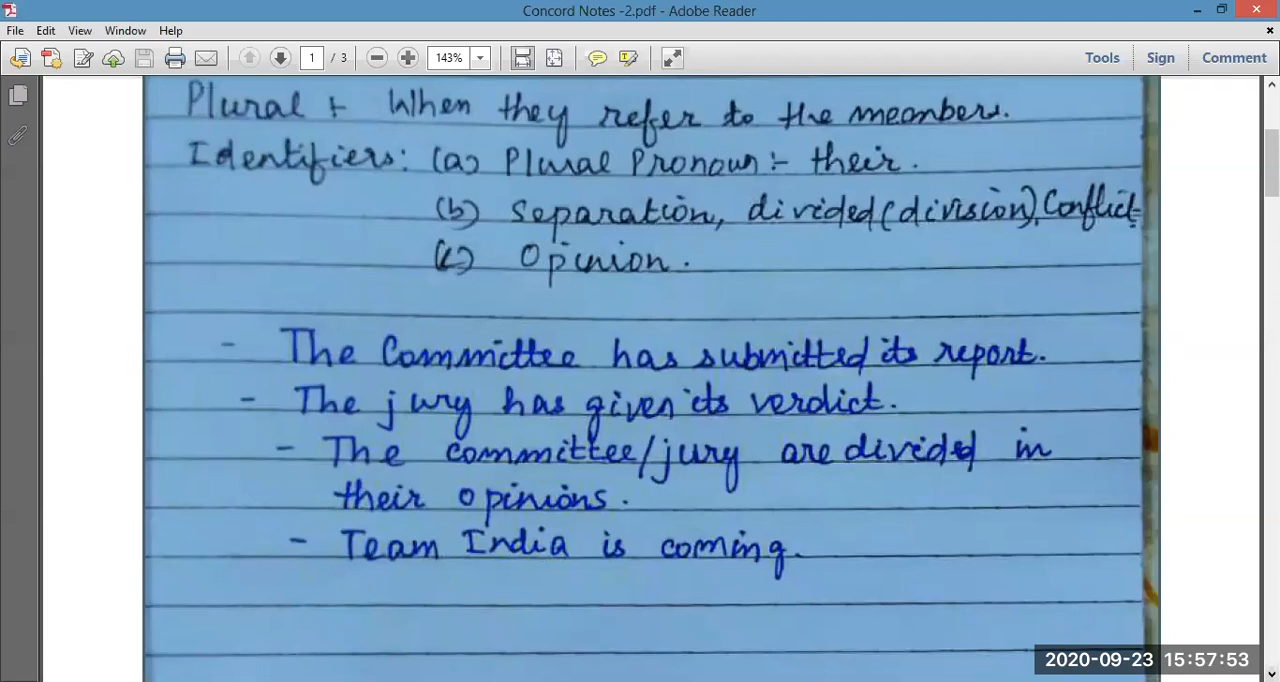 Concord Notes -2.pdf - Adobe Reader
File Edit View Window Help
1 / 3 143% Tools Sign Comment
Plural :- When they refer to the members.
Identifiers: (a) Plural Pronoun :- their.
(b) Separation, divided (division), Conflict
(c) Opinion.
- The Committee has submitted its report.
- The jury has given its verdict.
- The committee/jury are divided in
their opinions.
- Team India is coming.
2020-09-23 15:57:53